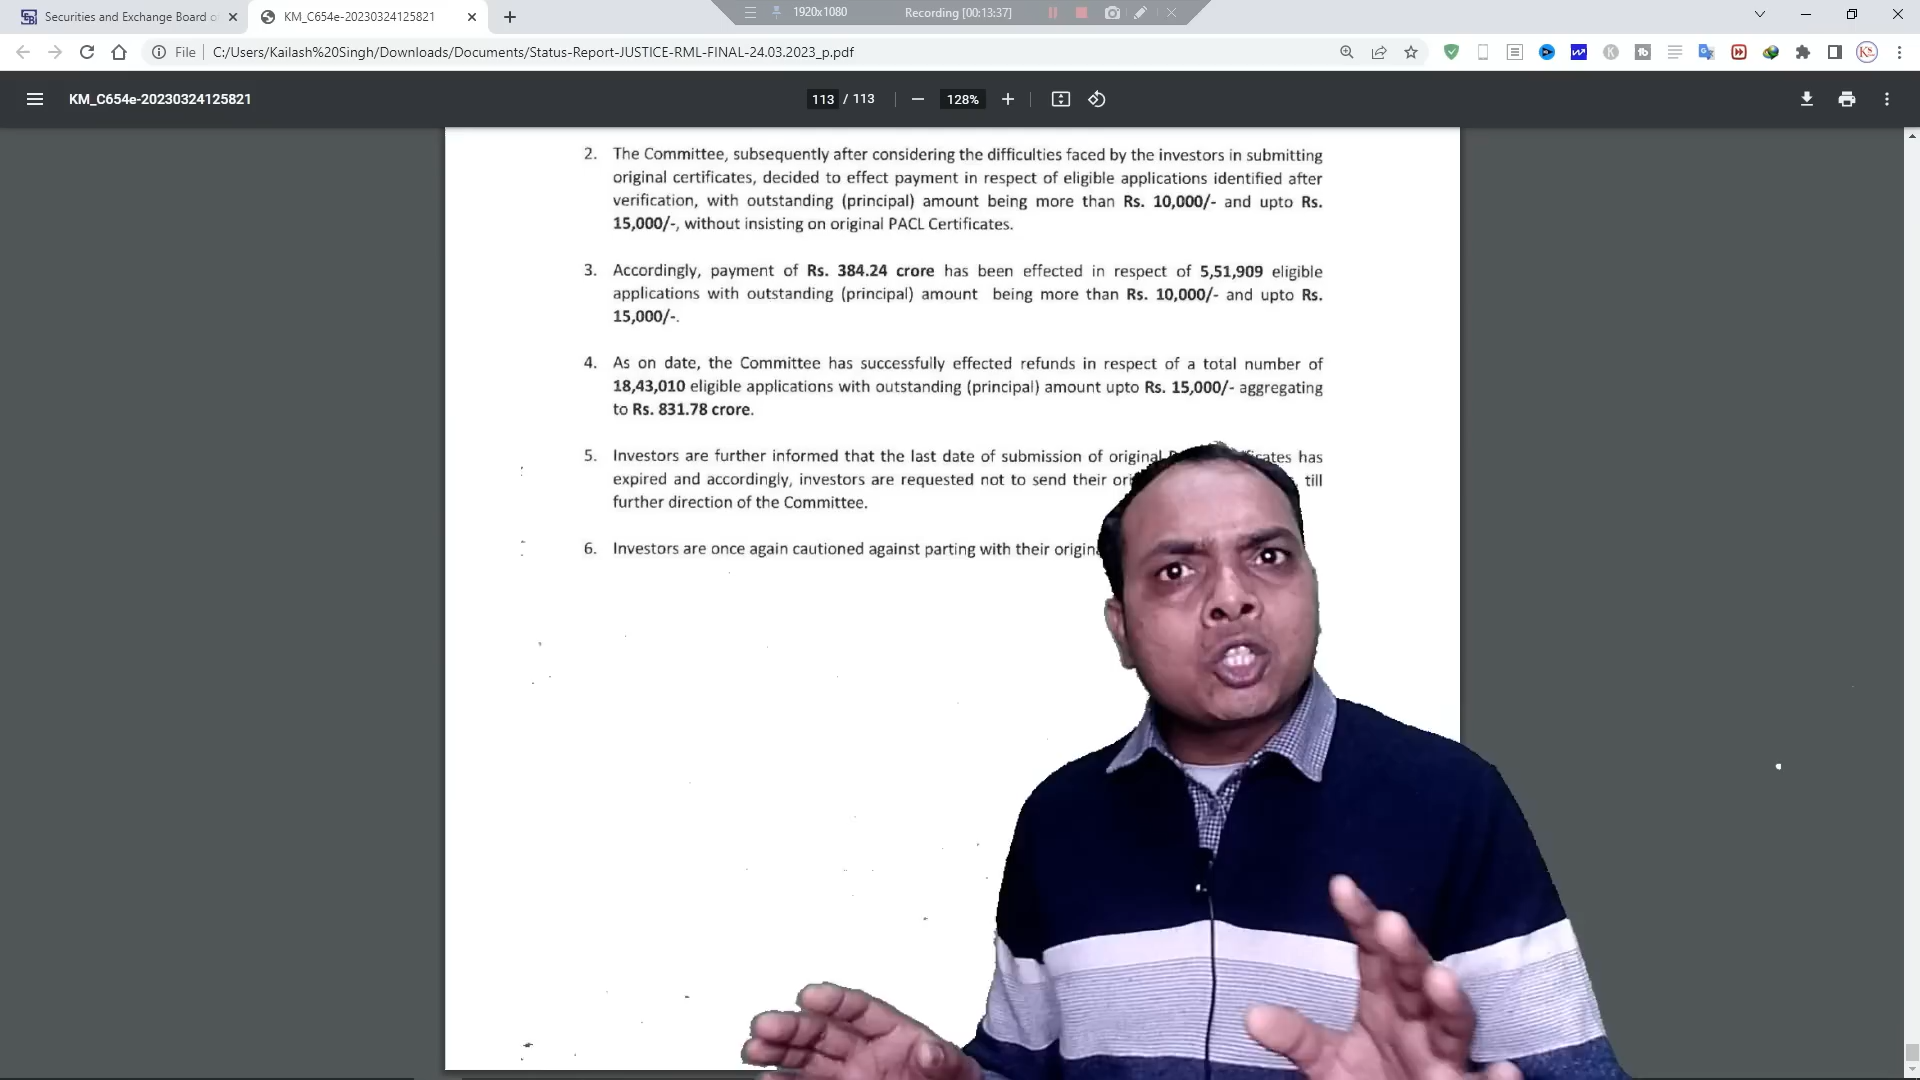 Securities and Exchange Board o
KM_C654e-20230324125821
1920x1080
Recording [00:13:37]
File
C:/Users/Kailash%20Singh/Downloads/Documents/Status-Report-JUSTICE-RML-FINAL-24.03.2023_p.pdf
KM_C654e-20230324125821
113 / 113
128%
2. The Committee, subsequently after considering the difficulties faced by the investors in submitting
original certificates, decided to effect payment in respect of eligible applications identified after
verification, with outstanding (principal) amount being more than Rs. 10,000/- and upto Rs.
15,000/-, without insisting on original PACL Certificates.
3. Accordingly, payment of Rs. 384.24 crore has been effected in respect of 5,51,909 eligible
applications with outstanding (principal) amount being more than Rs. 10,000/- and upto Rs.
15,000/-.
4. As on date, the Committee has successfully effected refunds in respect of a total number of
18,43,010 eligible applications with outstanding (principal) amount upto Rs. 15,000/- aggregating
to Rs. 831.78 crore.
5. Investors are further informed that the last date of submission of original has
expired and accordingly, investors are requested not to send their till
further direction of the Committee.
6. Investors are once again cautioned against parting with their